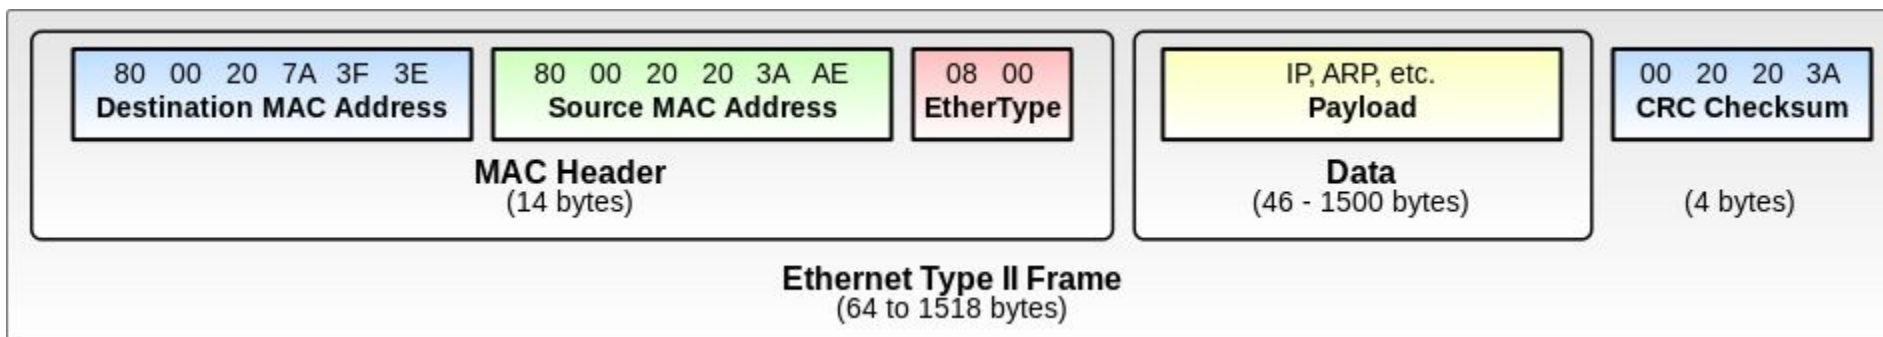 80 00 20 7A 3F 3E
Destination MAC Address
80 00 20 20 3A AE
Source MAC Address
08 00
EtherType
MAC Header
(14 bytes)
IP, ARP, etc.
Payload
Data
(46 - 1500 bytes)
00 20 20 3A
CRC Checksum
(4 bytes)
Ethernet Type II Frame
(64 to 1518 bytes)